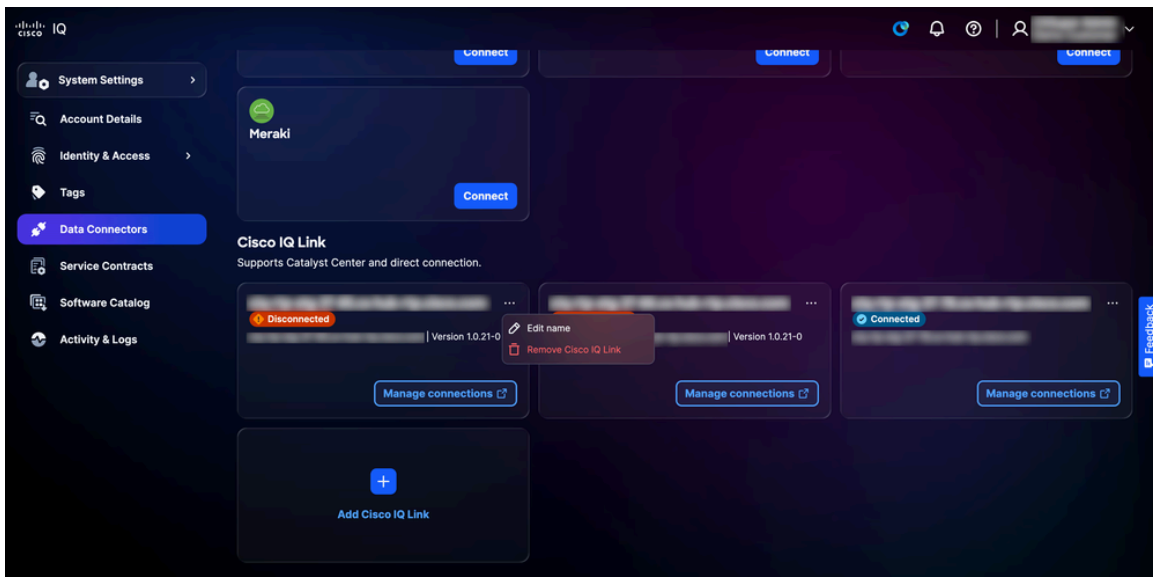 cisco IQ
System Settings
Account Details
Identity & Access
Tags
Data Connectors
Service Contracts
Software Catalog
Activity & Logs
Connect
Connect
Connect
Meraki
Connect
Cisco IQ Link
Supports Catalyst Center and direct connection.
Disconnected
| Version 1.0.21-0
Manage connections
Edit name
Remove Cisco IQ Link
| Version 1.0.21-0
Manage connections
Connected
Manage connections
Add Cisco IQ Link
Feedback